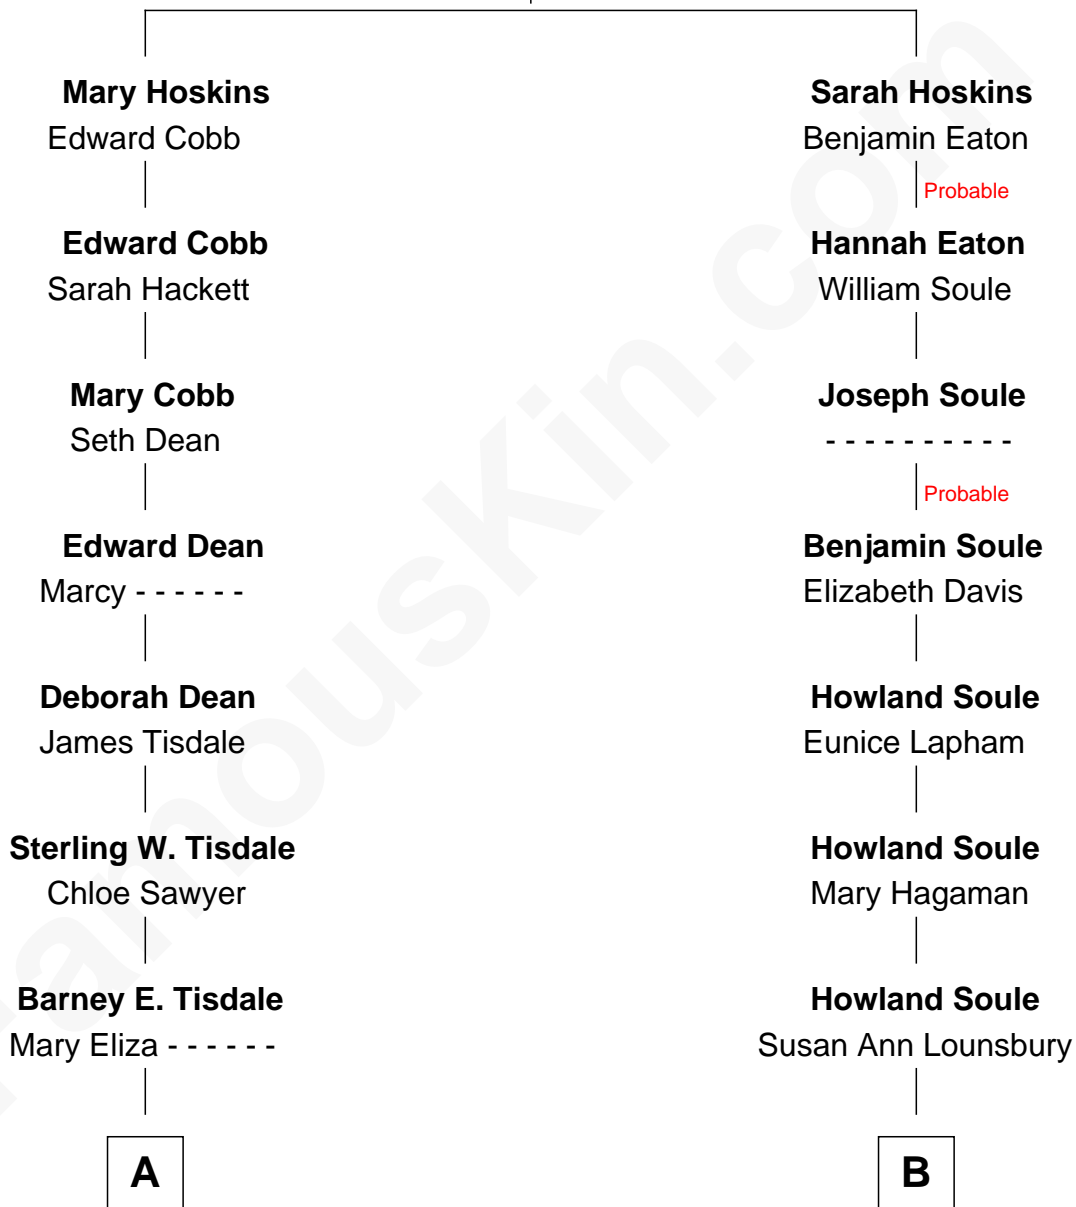 Mary Hoskins
Edward Cobb
Edward Cobb
Sarah Hackett
Mary Cobb
Seth Dean
Edward Dean
Marcy - - - - - -
Deborah Dean
James Tisdale
Sterling W. Tisdale
Chloe Sawyer
Barney E. Tisdale
Mary Eliza - - - - - -
A
Sarah Hoskins
Benjamin Eaton
Probable
Hannah Eaton
William Soule
Joseph Soule
- - - - - - - - - -
Probable
Benjamin Soule
Elizabeth Davis
Howland Soule
Eunice Lapham
Howland Soule
Mary Hagaman
Howland Soule
Susan Ann Lounsbury
B
FamousKin.com